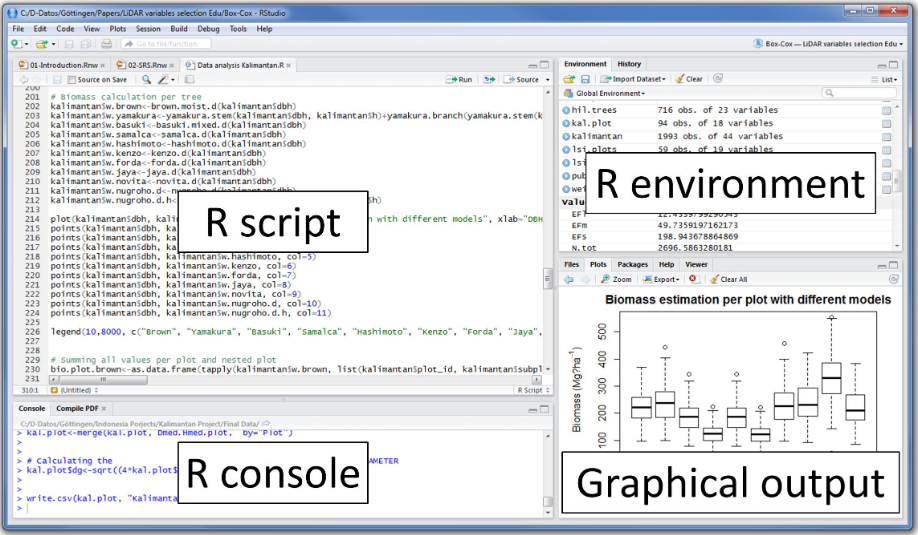 C:/D-Datos/Göttingen/Papers/LiDAR variables selection Edu/Box-Cox - RStudio
File Edit Code View Plots Session Build Debug Tools Help
Go to file/function
Box-Cox — LiDAR variables selection Edu
01-Introduction.Rnw
02-SRS.Rnw
Data analysis Kalimantan.R
Source on Save
Run
Source
200
201 # Biomass calculation per tree
202 kalimantan$w.brown<-brown.moist.d(kalimantan$dbh)
203 kalimantan$w.yamakura<-yamakura.stem(kalimantan$dbh, kalimantan$h)+yamakura.branch(yamakura.stem(k
204 kalimantan$w.basuki<-basuki.mixed.d(kalimantan$dbh)
205 kalimantan$w.samalca<-samalca.d(kalimantan$dbh)
206 kalimantan$w.hashimoto<-hashimoto.d(kalimantan$dbh)
207 kalimantan$w.kenzo<-kenzo.d(kalimantan$dbh)
208 kalimantan$w.forda<-forda.d(kalimantan$dbh)
209 kalimantan$w.jaya<-jaya.d(kalimantan$dbh)
210 kalimantan$w.novita<-novita.d(kalimantan$dbh)
211 kalimantan$w.nugroho.d<-nugroho.d(kalimantan$dbh)
212 kalimantan$w.nugroho.d.h< $h)
213
214 plot(kalimantan$dbh, kali n with different models", xlab="DBH
215 points(kalimantan$dbh, ka
216 points(kalimantan$dbh, ka
217 points(kalimantan$dbh, ka
218 points(kalimantan$dbh, kalimantan$w.hashimoto, col=5)
219 points(kalimantan$dbh, kalimantan$w.kenzo, col=6)
220 points(kalimantan$dbh, kalimantan$w.forda, col=7)
221 points(kalimantan$dbh, kalimantan$w.jaya, col=8)
222 points(kalimantan$dbh, kalimantan$w.novita, col=9)
223 points(kalimantan$dbh, kalimantan$w.nugroho.d, col=10)
224 points(kalimantan$dbh, kalimantan$w.nugroho.d.h, col=11)
225
226 legend(10,8000, c("Brown", "Yamakura", "Basuki", "Samalca", "Hashimoto", "Kenzo", "Forda", "Jaya",
227
228
229 # Summing all values per plot and nested plot
230 bio.plot.brown<-as.data.frame(tapply(kalimantan$w.brown, list(kalimantan$plot_id, kalimantan$subpl
231
R script
310:1 (Untitled) R Script
Console Compile PDF
C:/D-Datos/Göttingen/Indonesia Porjects/Kalimantan Project/Final Data/
> kal.plot<-merge(kal.plot, Dmed.Hmed.plot, by="Plot")
>
> # Calculating the AMETER
> kal.plot$dg<-sqrt((4*kal.plot$
>
>
> write.csv(kal.plot, "Kalimanta
>
R console
Environment History
Import Dataset Clear List
Global Environment
hil.trees 716 obs. of 23 variables
kal.plot 94 obs. of 18 variables
kalimantan 1993 obs. of 44 variables
lsi.plots 59 obs. of 19 variables
lsi
pub
wei
R environment
Valu
EFl 12.4339799290543
EFm 49.7359197162173
EFs 198.943678864869
N.tot 2696.5863280181
Files Plots Packages Help Viewer
Zoom Export Clear All
Biomass estimation per plot with different models
Biomass (Mg?ha⁻¹)
500
400
300
200
100
Graphical output